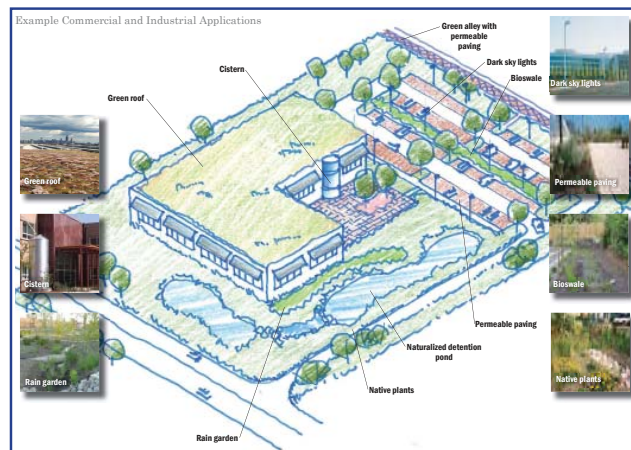 Example Commercial and Industrial Applications
Green alley with
permeable
paving
Dark sky lights
Cistern
Bioswale
Green roof
Dark sky lights
Green roof
Permeable paving
Cistern
Bioswale
Permeable paving
Naturalized detention
pond
Rain garden
Native plants
Native plants
Rain garden